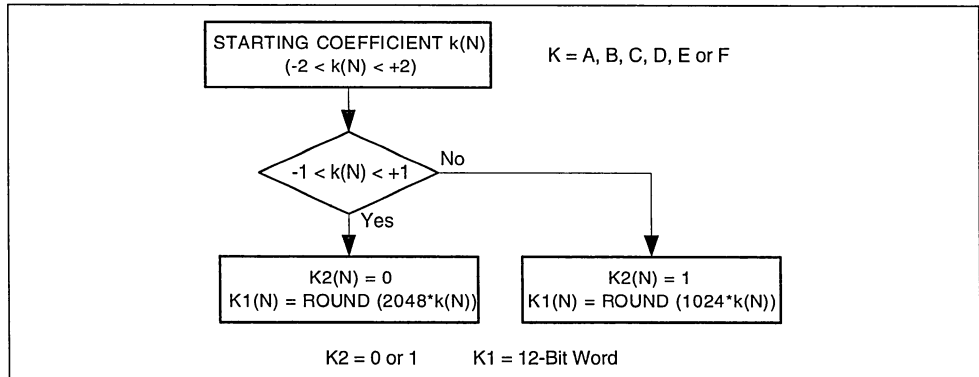 STARTING COEFFICIENT k(N)
(-2 < k(N) < +2)
K = A, B, C, D, E or F
-1 < k(N) < +1
No
Yes
K2(N) = 0
K1(N) = ROUND (2048*k(N))
K2(N) = 1
K1(N) = ROUND (1024*k(N))
K2 = 0 or 1
K1 = 12-Bit Word